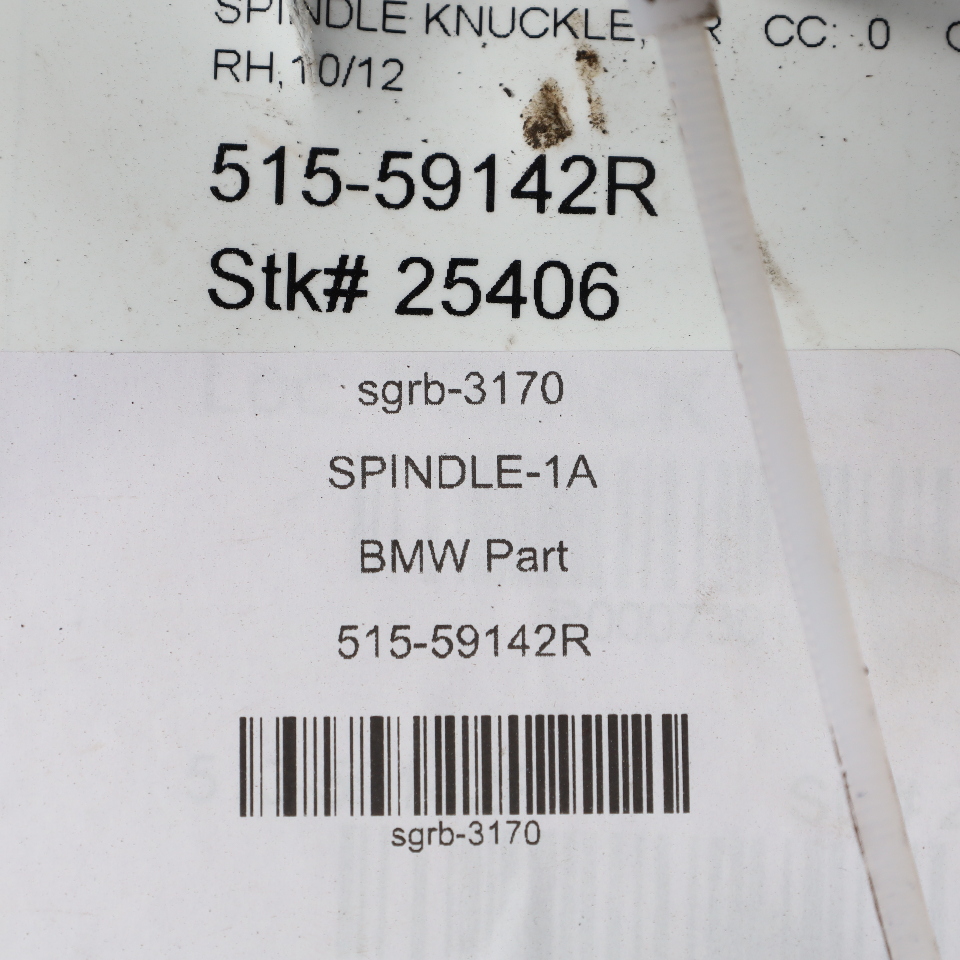 SPINDLE KNUCKLE, R CC: .0
RH,10/12
515-59142R
Stk# 25406
sgrb-3170
SPINDLE-1A
BMW Part
515-59142R
sgrb-3170